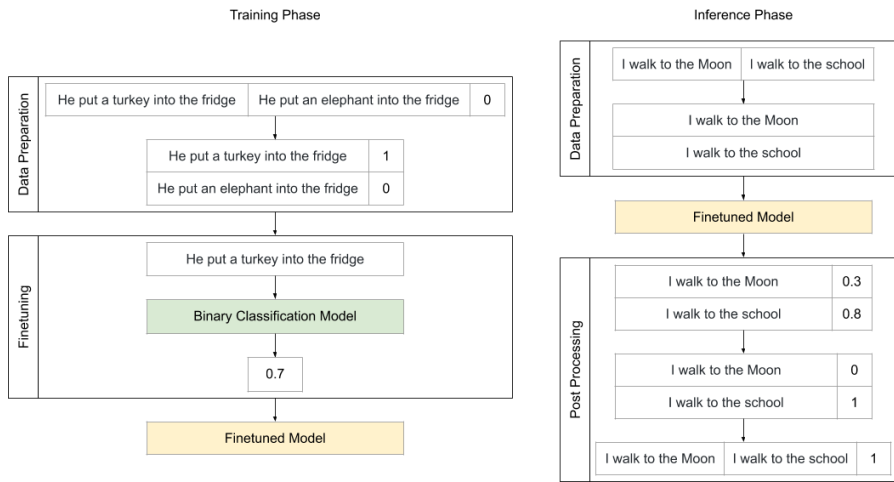 Training Phase
Data Preparation
He put a turkey into the fridge He put an elephant into the fridge 0
He put a turkey into the fridge 1
He put an elephant into the fridge 0
Finetuning
He put a turkey into the fridge
Binary Classification Model
0.7
Finetuned Model
Inference Phase
Data Preparation
I walk to the Moon I walk to the school
I walk to the Moon
I walk to the school
Finetuned Model
Post Processing
I walk to the Moon 0.3
I walk to the school 0.8
I walk to the Moon 0
I walk to the school 1
I walk to the Moon I walk to the school 1